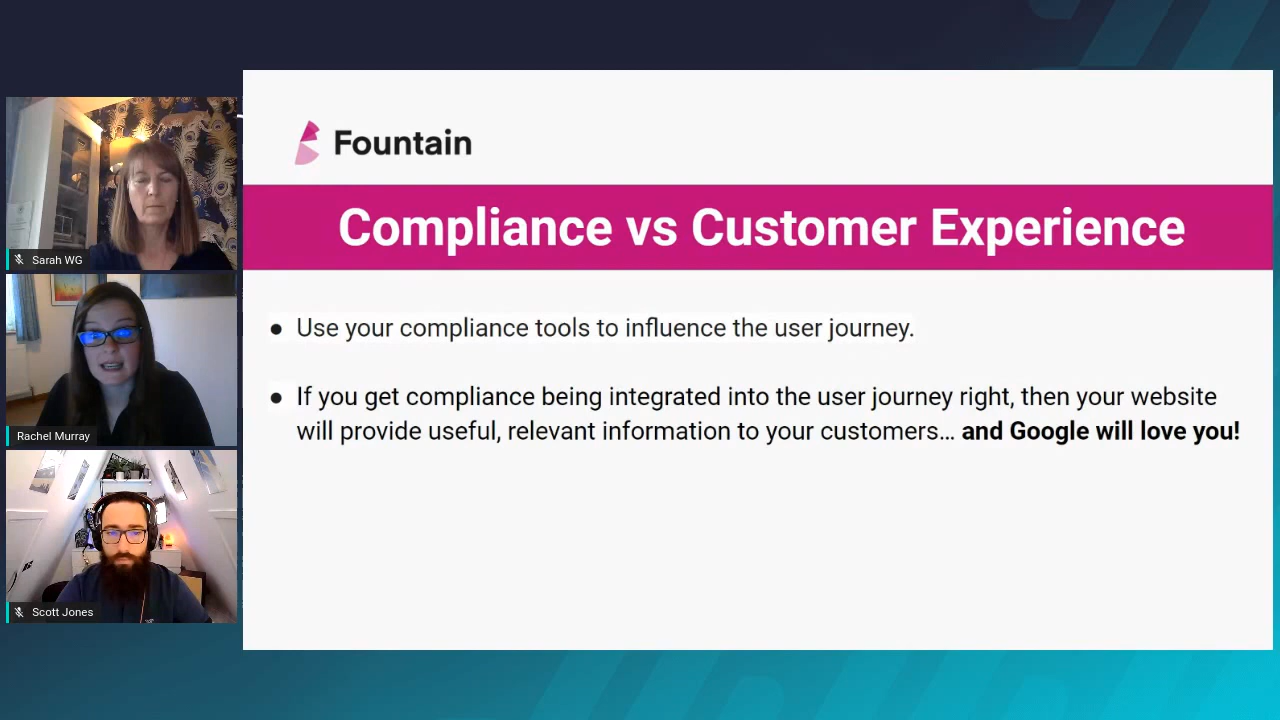 Fountain
Compliance vs Customer Experience
● Use your compliance tools to influence the user journey.
● If you get compliance being integrated into the user journey right, then your website
will provide useful, relevant information to your customers… and Google will love you!
Sarah WG
Rachel Murray
Scott Jones